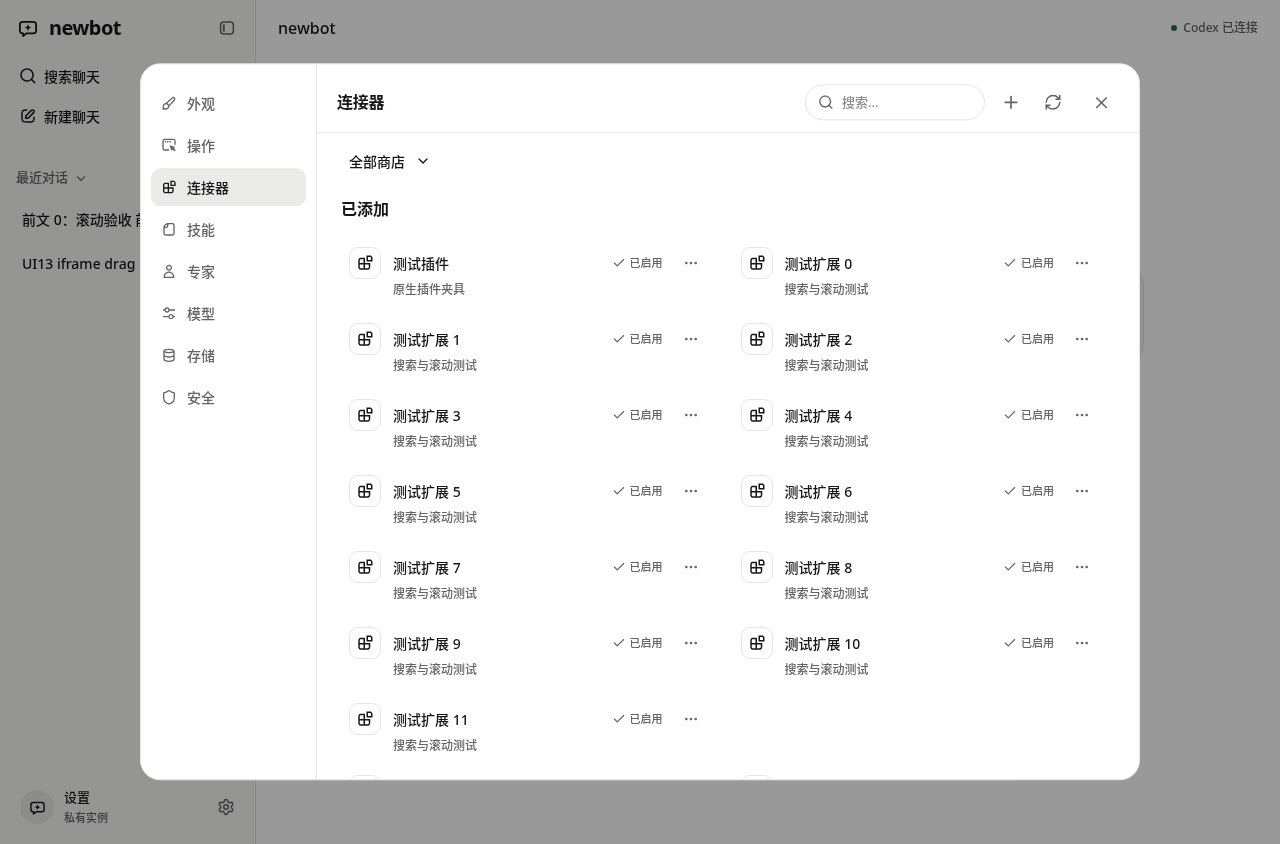 newbot
newbot
Codex 已连接
搜索聊天
新建聊天
最近对话
前文 0：滚动验收
UI13 iframe drag
设置
私有实例
外观
操作
连接器
技能
专家
模型
存储
安全
连接器
搜索...
全部商店
已添加
测试插件 已启用
原生插件夹具
测试扩展 0 已启用
搜索与滚动测试
测试扩展 1 已启用
搜索与滚动测试
测试扩展 2 已启用
搜索与滚动测试
测试扩展 3 已启用
搜索与滚动测试
测试扩展 4 已启用
搜索与滚动测试
测试扩展 5 已启用
搜索与滚动测试
测试扩展 6 已启用
搜索与滚动测试
测试扩展 7 已启用
搜索与滚动测试
测试扩展 8 已启用
搜索与滚动测试
测试扩展 9 已启用
搜索与滚动测试
测试扩展 10 已启用
搜索与滚动测试
测试扩展 11 已启用
搜索与滚动测试